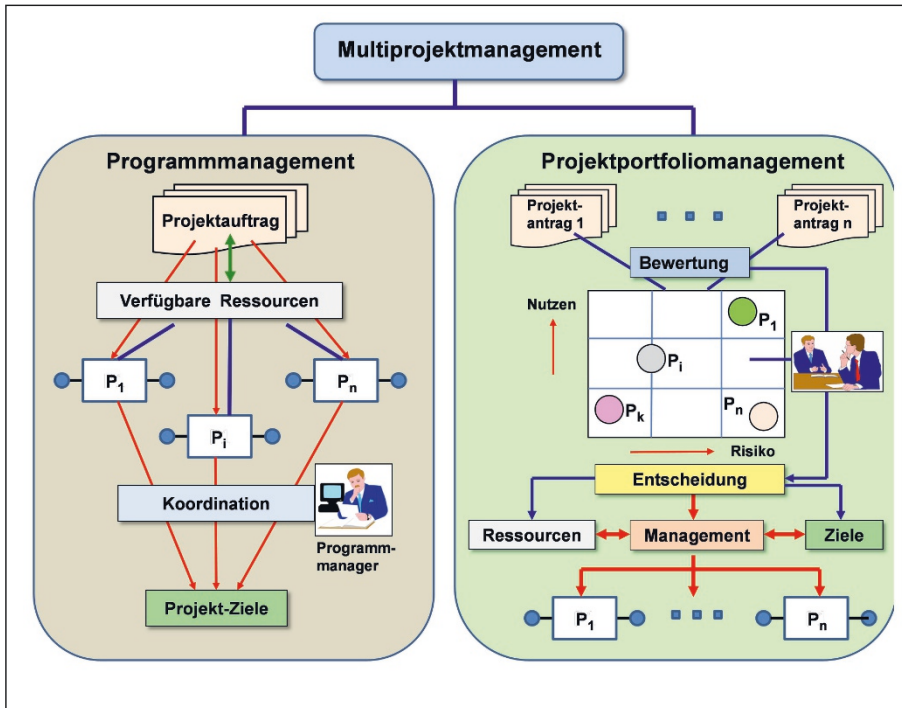 Multiprojektmanagement
Programmmanagement
Projektauftrag
Verfügbare Ressourcen
P1
Pn
Pi
Koordination
Programm-
manager
Projekt-Ziele
Projektportfoliomanagement
Projekt-
antrag 1
Projekt-
antrag n
Bewertung
Nutzen
P1
Pi
Pk
Pn
Risiko
Entscheidung
Ressourcen
Management
Ziele
P1
Pn